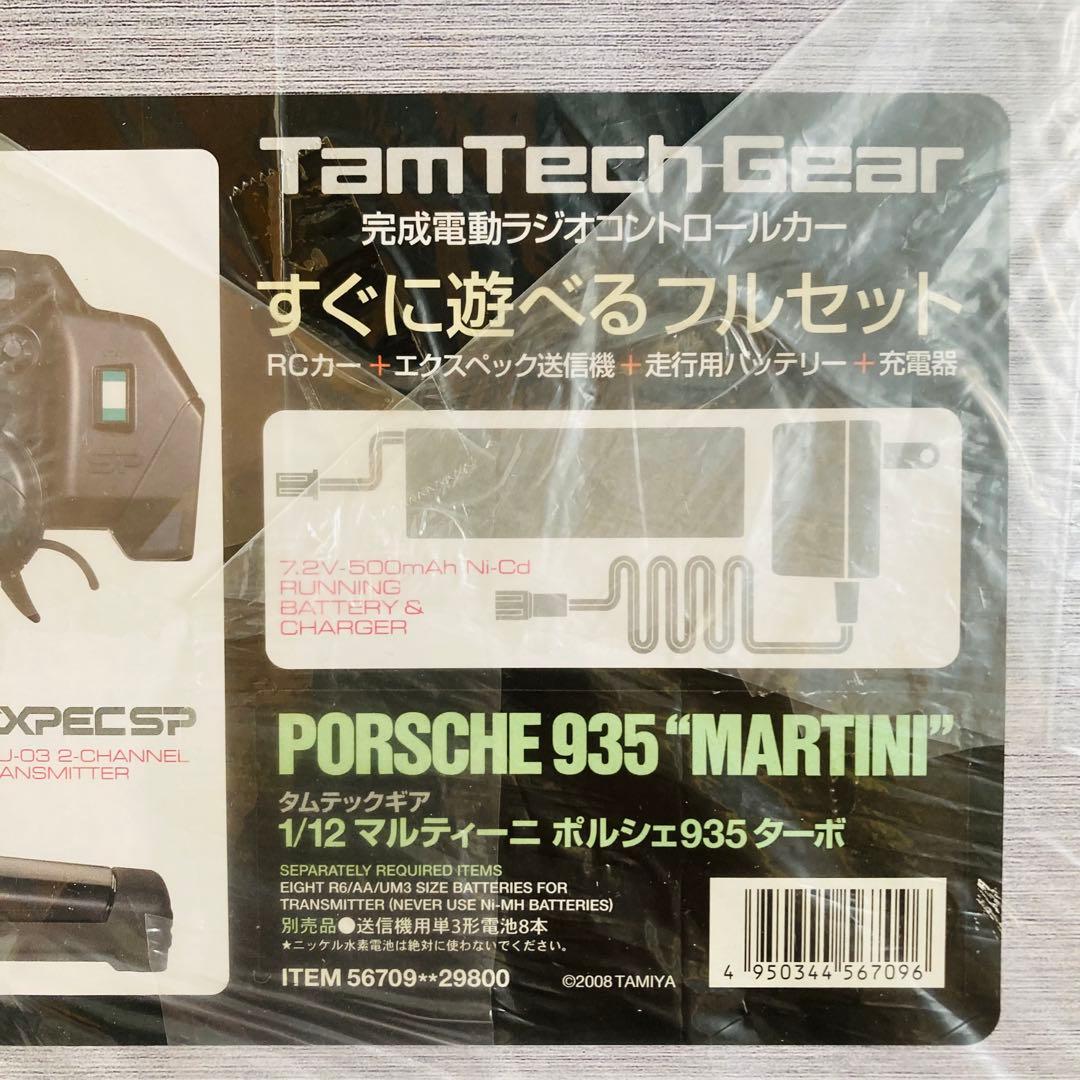 TamTech-Gear
完成電動ラジオコントロールカー
すぐに遊べるフルセット
RCカー+エクスペック送信機+走行用バッテリー+充電器
SP
7.2V-500mAh Ni-Cd
RUNNING
BATTERY &
CHARGER
XPEC SP
J-03 2-CHANNEL
ANSMITTER
PORSCHE 935 “MARTINI”
タムテックギア
1/12 マルティーニ ポルシェ935 ターボ
SEPARATELY REQUIRED ITEMS
EIGHT R6/AA/UM3 SIZE BATTERIES FOR
TRANSMITTER (NEVER USE Ni-MH BATTERIES)
別売品●送信機用単3形電池8本
★ニッケル水素電池は絶対に使わないでください。
ITEM 56709**29800
©2008 TAMIYA
4 950344 567096